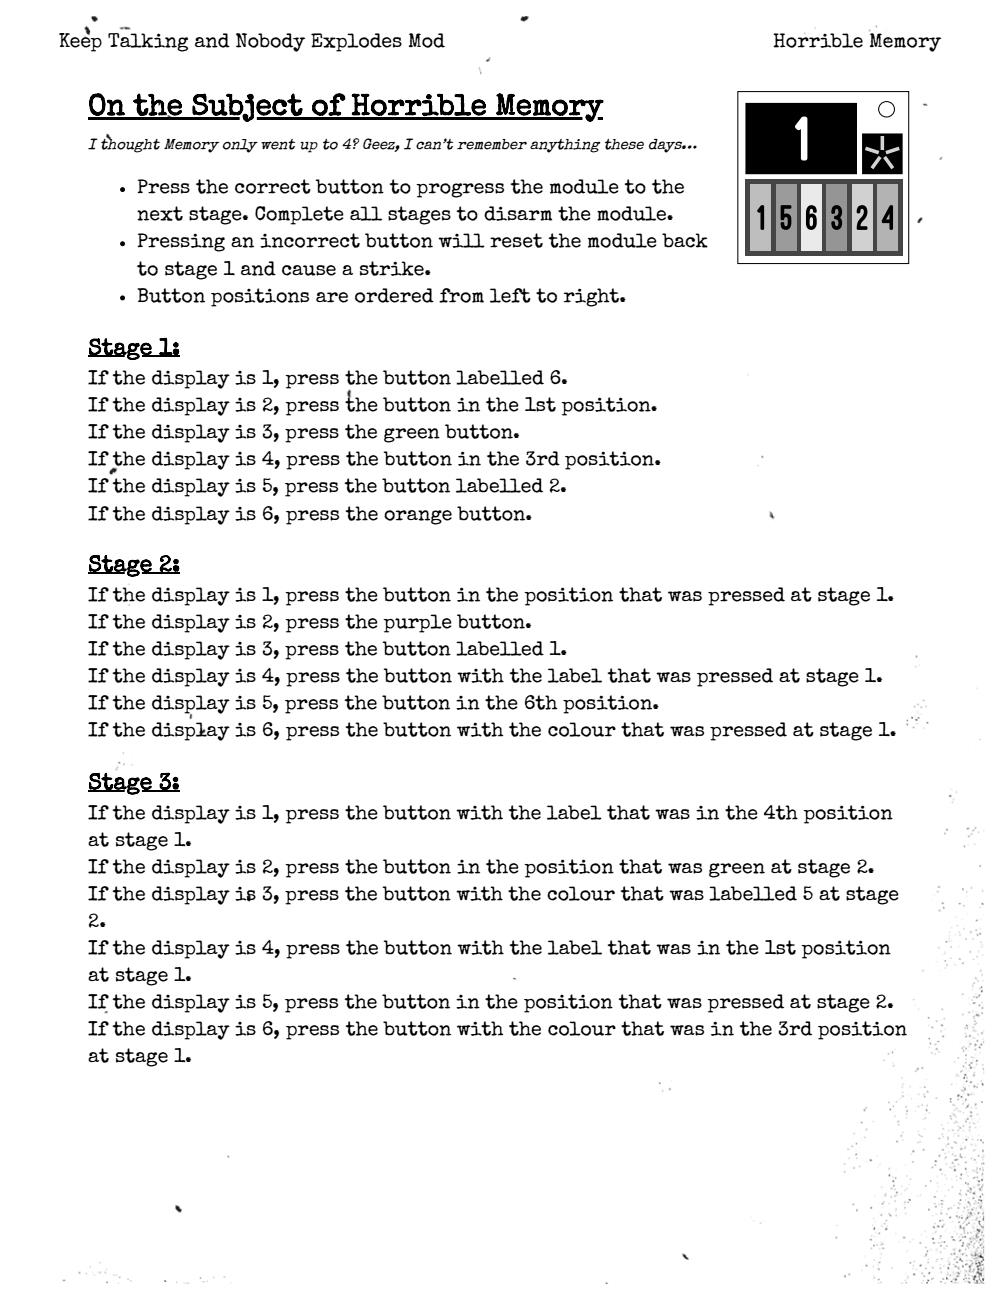 Keep Talking and Nobody Explodes Mod
Horrible Memory
On the Subject of Horrible Memory
I thought Memory only went up to 4? Geez, I can't remember anything these days...
1
1 5 6 3 2 4
• Press the correct button to progress the module to the
next stage. Complete all stages to disarm the module.
• Pressing an incorrect button will reset the module back
to stage 1 and cause a strike.
• Button positions are ordered from left to right.
Stage 1:
If the display is 1, press the button labelled 6.
If the display is 2, press the button in the 1st position.
If the display is 3, press the green button.
If the display is 4, press the button in the 3rd position.
If the display is 5, press the button labelled 2.
If the display is 6, press the orange button.
Stage 2:
If the display is 1, press the button in the position that was pressed at stage 1.
If the display is 2, press the purple button.
If the display is 3, press the button labelled 1.
If the display is 4, press the button with the label that was pressed at stage 1.
If the display is 5, press the button in the 6th position.
If the display is 6, press the button with the colour that was pressed at stage 1.
Stage 3:
If the display is 1, press the button with the label that was in the 4th position
at stage 1.
If the display is 2, press the button in the position that was green at stage 2.
If the display is 3, press the button with the colour that was labelled 5 at stage
2.
If the display is 4, press the button with the label that was in the 1st position
at stage 1.
If the display is 5, press the button in the position that was pressed at stage 2.
If the display is 6, press the button with the colour that was in the 3rd position
at stage 1.